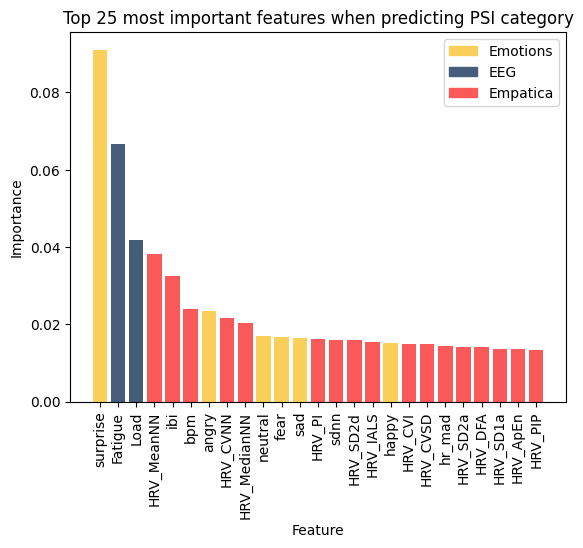 Top 25 most important features when predicting PSI category
Emotions
EEG
Empatica
Importance
0.08
0.06
0.04
0.02
0.00
surprise
Fatigue
Load
HRV_MeanNN
ibi
bpm
angry
HRV_CVNN
HRV_MedianNN
neutral
fear
sad
HRV_PI
sdnn
HRV_SD2d
HRV_IALS
happy
HRV_CVI
HRV_CVSD
hr_mad
HRV_SD2a
HRV_DFA
HRV_SD1a
HRV_ApEn
HRV_PIP
Feature